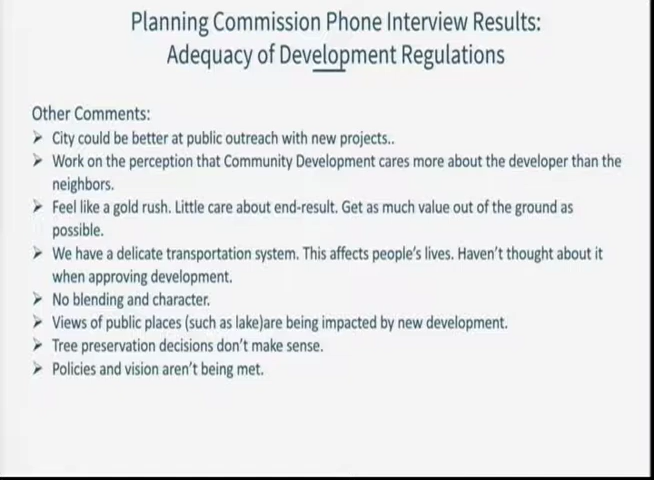 Planning Commission Phone Interview Results:
Adequacy of Development Regulations
Other Comments:
➢ City could be better at public outreach with new projects..
➢ Work on the perception that Community Development cares more about the developer than the
neighbors.
➢ Feel like a gold rush. Little care about end-result. Get as much value out of the ground as
possible.
➢ We have a delicate transportation system. This affects people's lives. Haven't thought about it
when approving development.
➢ No blending and character.
➢ Views of public places (such as lake)are being impacted by new development.
➢ Tree preservation decisions don't make sense.
➢ Policies and vision aren't being met.